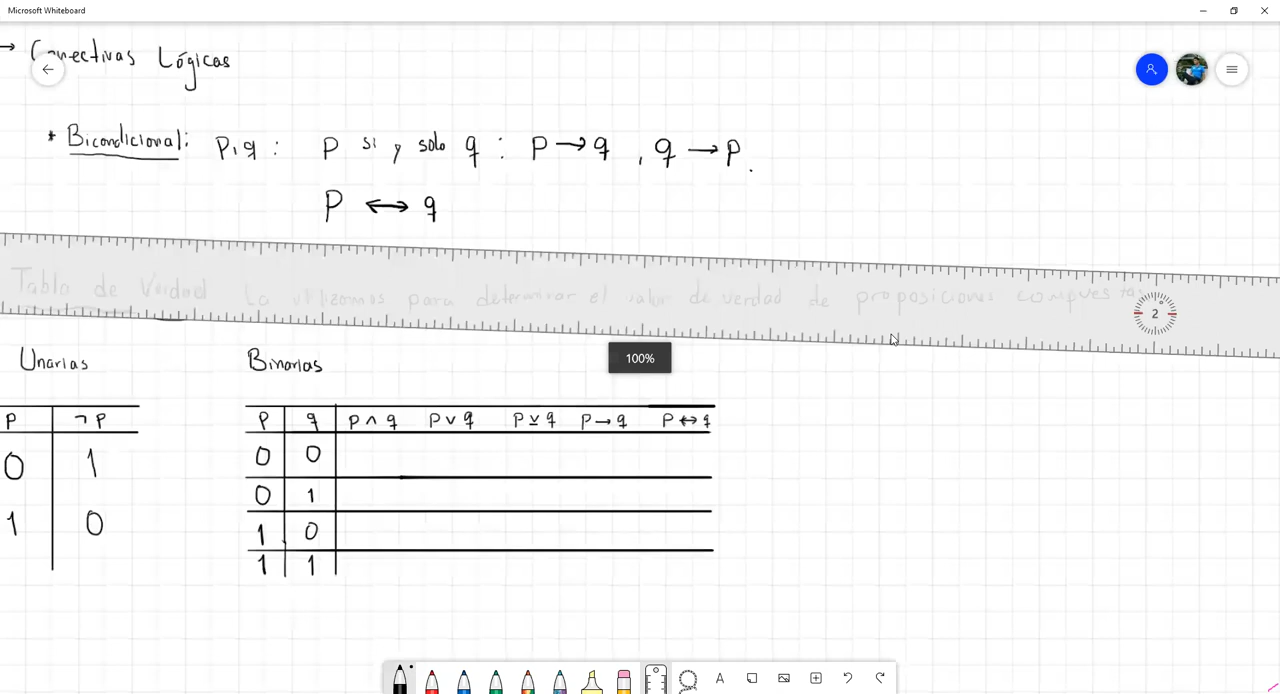 Microsoft Whiteboard
→ Conectivas Lógicas
* Bicondicional: p, q : p si y solo q : p → q , q → p.
p ↔ q
Tabla de Verdad La utilizamos para determinar el valor de verdad de proposiciones compuestas
2°
100%
Unarias Binarias
p ¬p p q p ∧ q p ∨ q p ⊻ q p → q p ↔ q
0 1 0 0
0 1
1 0 1 0
1 1
A